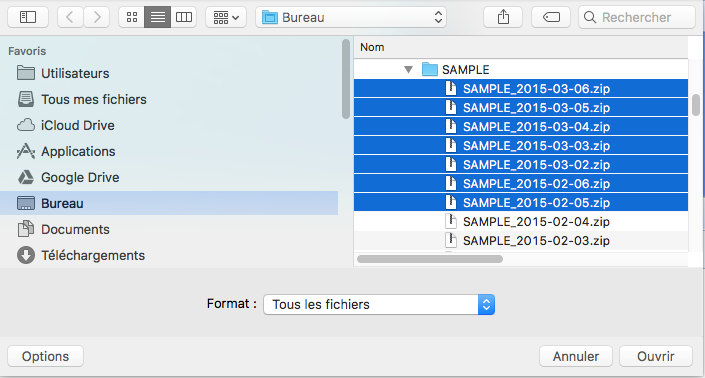 Bureau
Rechercher
Favoris
Utilisateurs
Tous mes fichiers
iCloud Drive
Applications
Google Drive
Bureau
Documents
Téléchargements
Nom
SAMPLE
SAMPLE_2015-03-06.zip
SAMPLE_2015-03-05.zip
SAMPLE_2015-03-04.zip
SAMPLE_2015-03-03.zip
SAMPLE_2015-03-02.zip
SAMPLE_2015-02-06.zip
SAMPLE_2015-02-05.zip
SAMPLE_2015-02-04.zip
SAMPLE_2015-02-03.zip
Format : Tous les fichiers
Options
Annuler
Ouvrir